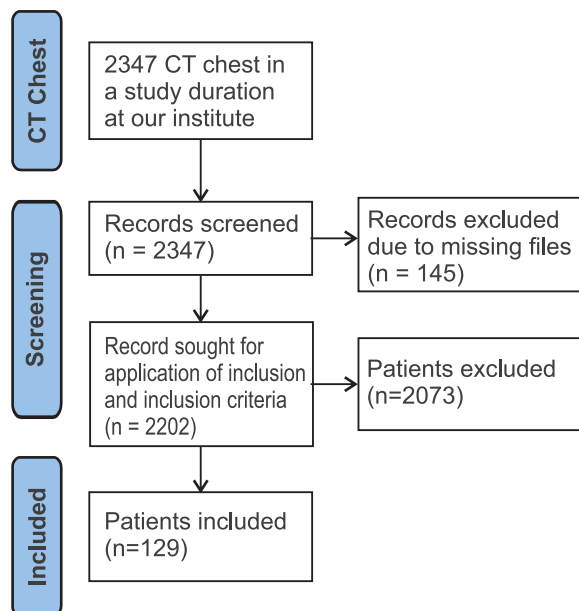 CT Chest
2347 CT chest in
a study duration
at our institute
Screening
Records screened
(n = 2347)
Records excluded
due to missing files
(n = 145)
Record sought for
application of inclusion
and inclusion criteria
(n = 2202)
Patients excluded
(n=2073)
Included
Patients included
(n=129)